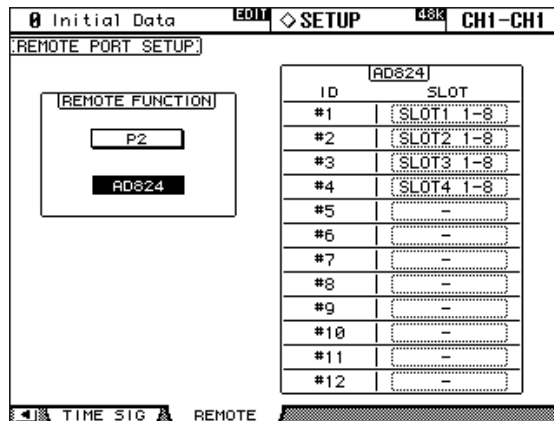 0 Initial Data EDIT ◇SETUP 48K CH1-CH1
REMOTE PORT SETUP
REMOTE FUNCTION
P2
AD824
AD824
ID SLOT
#1 SLOT1 1-8
#2 SLOT2 1-8
#3 SLOT3 1-8
#4 SLOT4 1-8
#5 -
#6 -
#7 -
#8 -
#9 -
#10 -
#11 -
#12 -
TIME SIG REMOTE